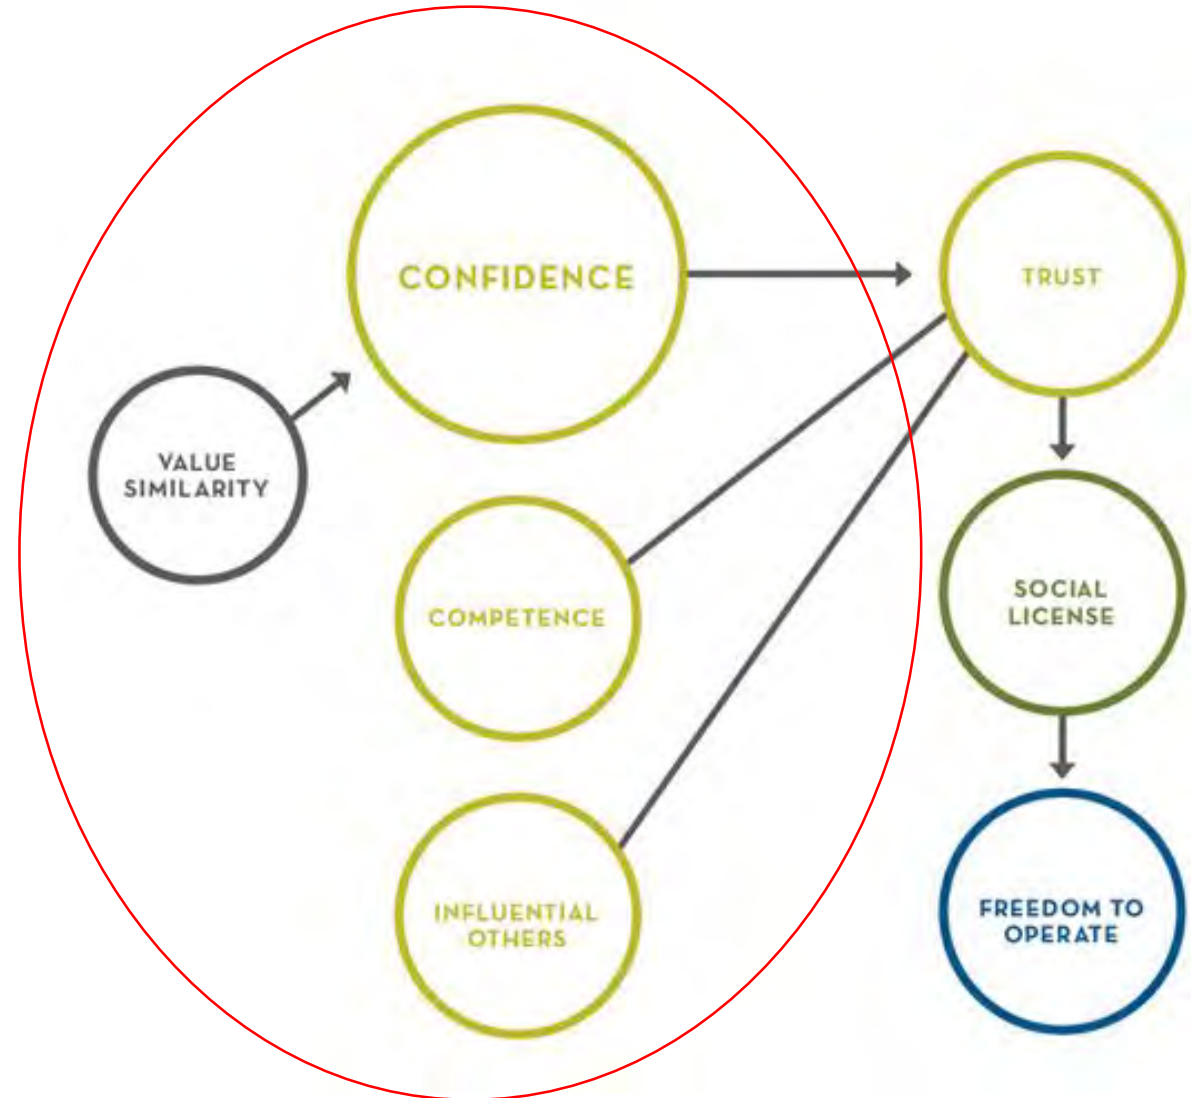 CONFIDENCE
TRUST
VALUE
SIMILARITY
COMPETENCE
SOCIAL
LICENSE
INFLUENTIAL
OTHERS
FREEDOM TO
OPERATE